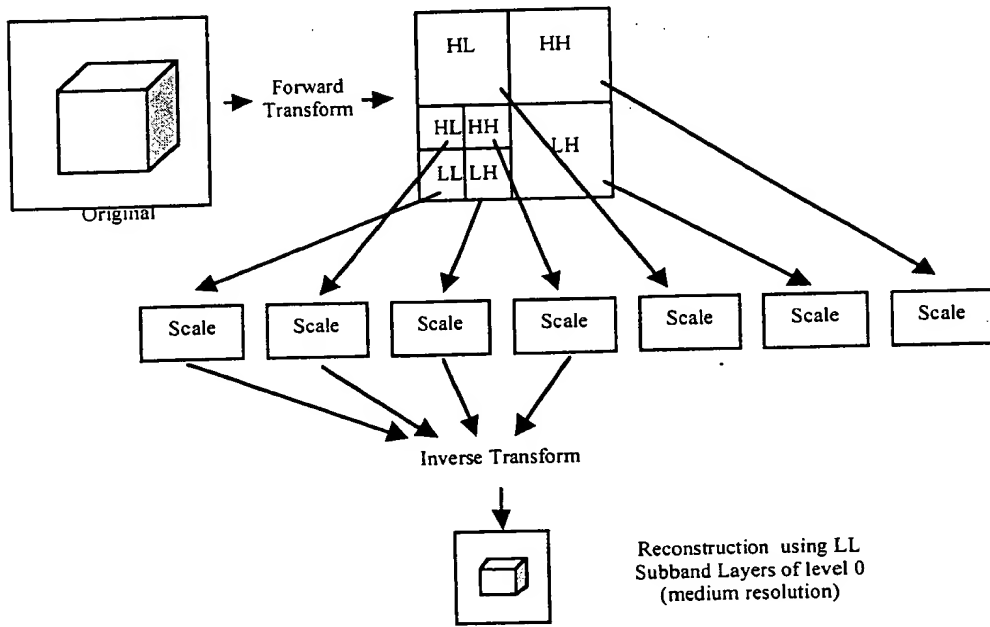 HL HH
Forward
Transform
HL HH
LH
LL LH
Original
Scale Scale Scale Scale Scale Scale Scale
Inverse Transform
Reconstruction using LL
Subband Layers of level 0
(medium resolution)